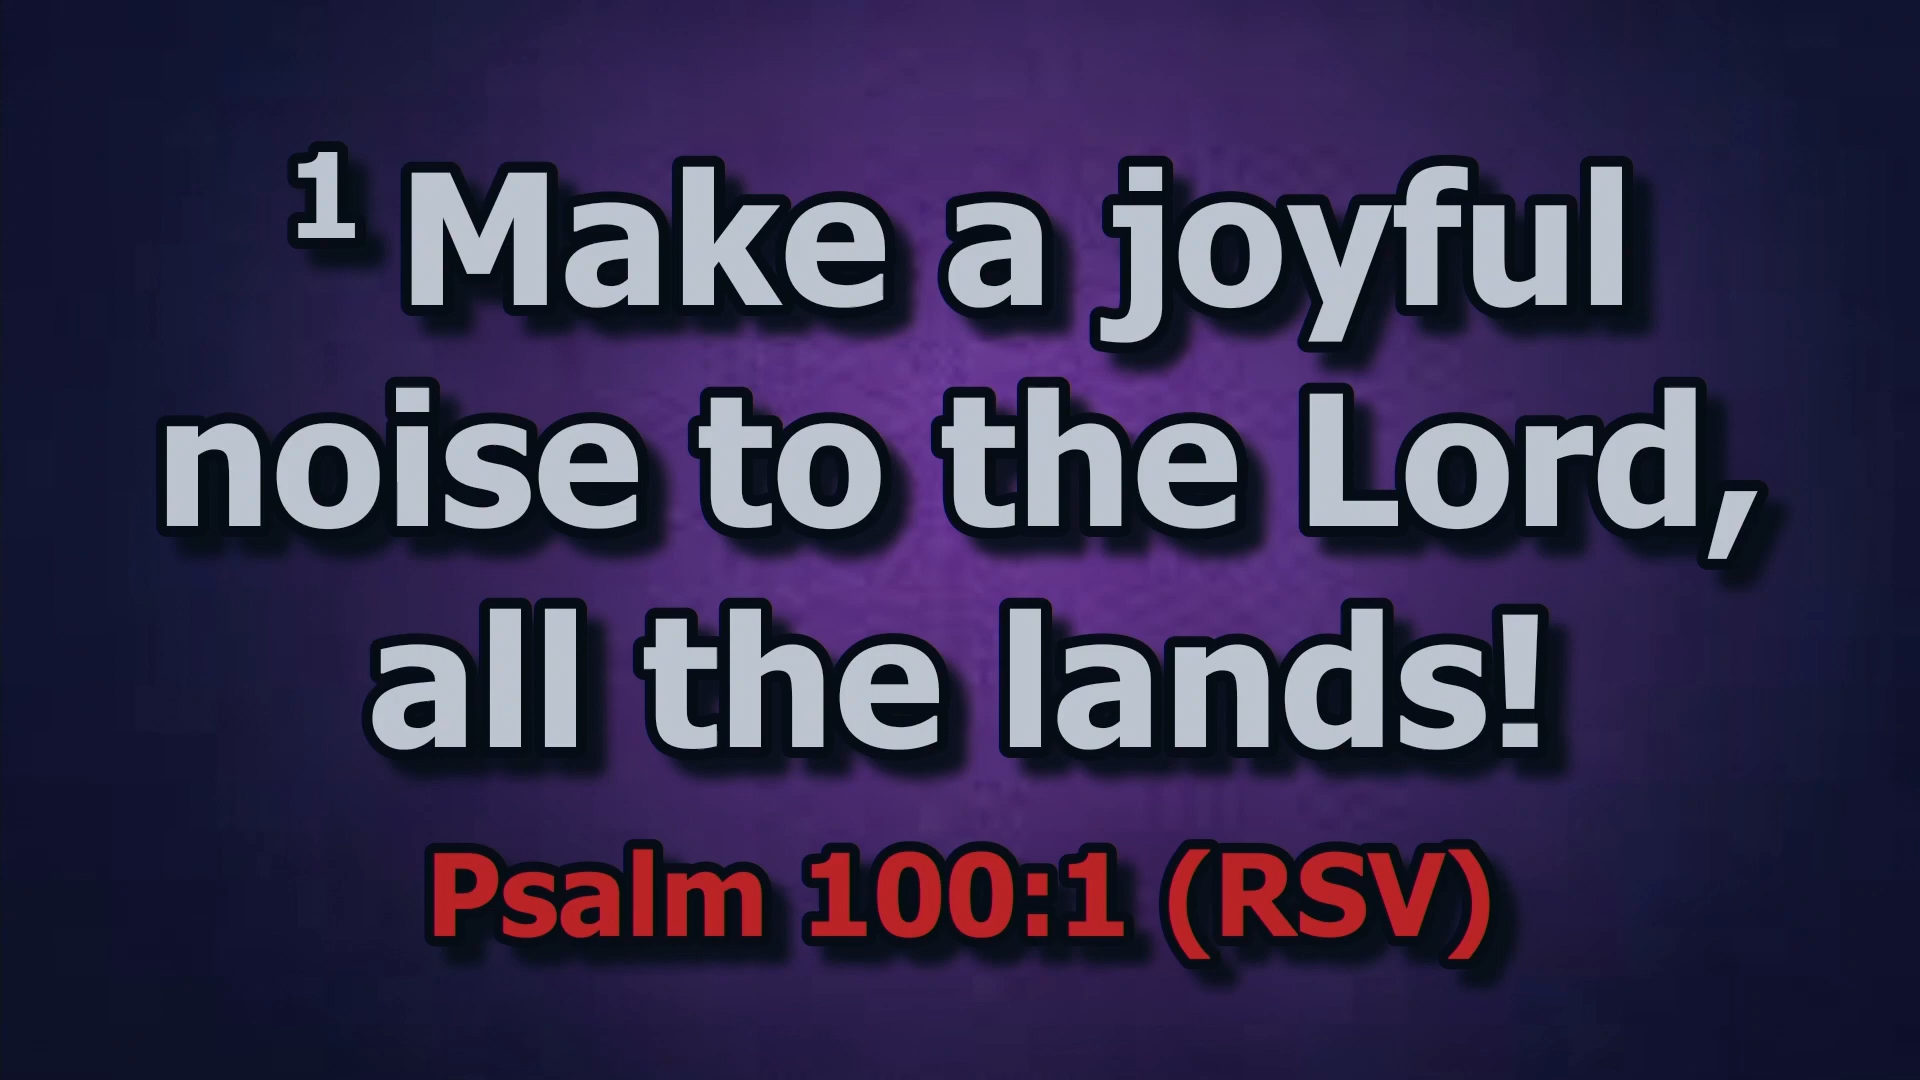 1 Make a joyful
noise to the Lord,
all the lands!
Psalm 100:1 (RSV)